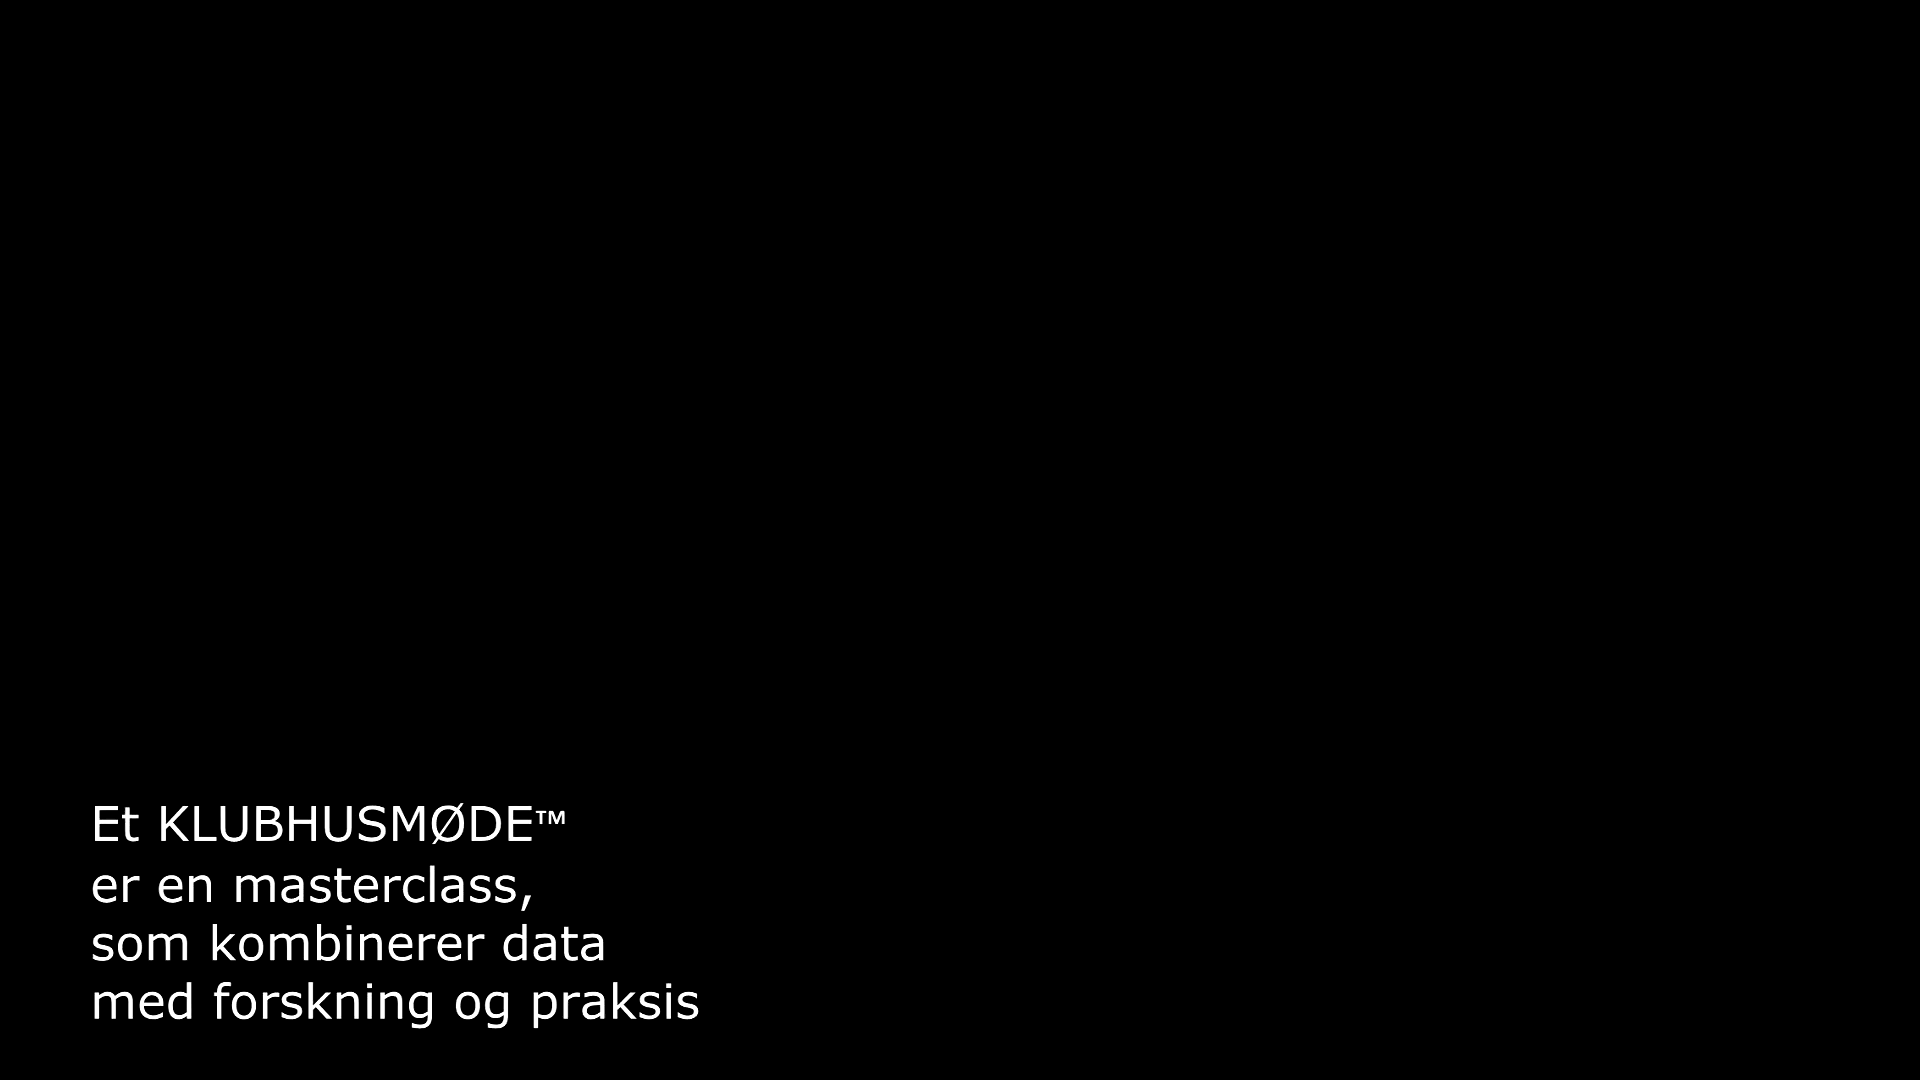 Et KLUBHUSMØDE™
er en masterclass,
som kombinerer data
med forskning og praksis